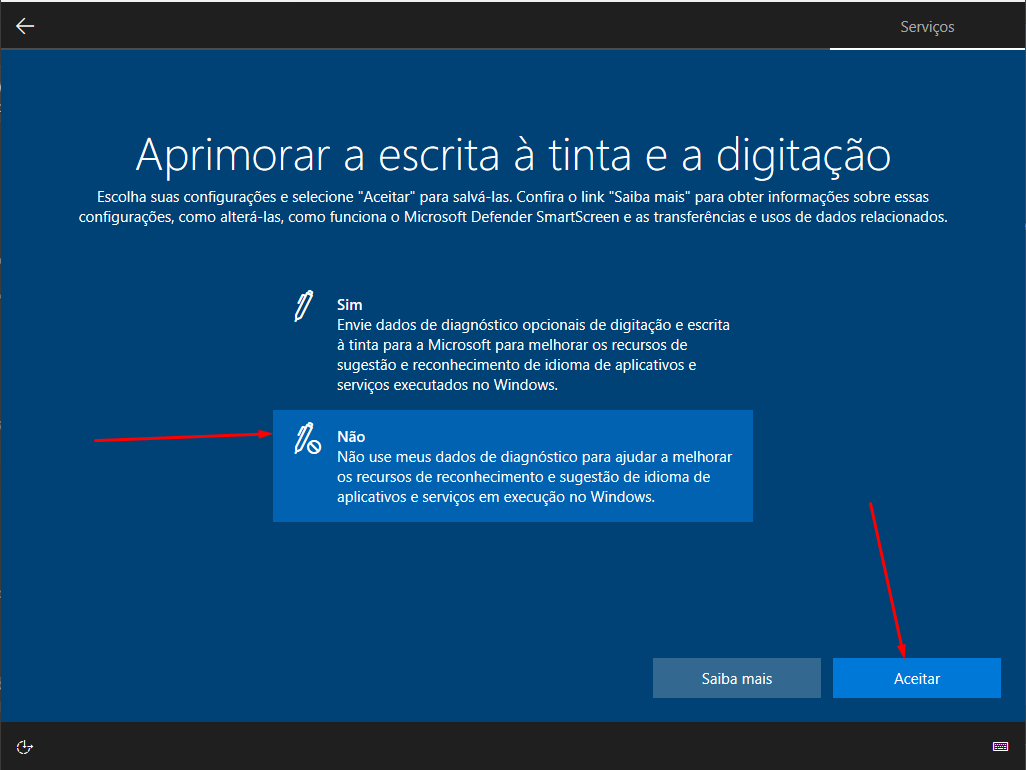 Serviços
Aprimorar a escrita à tinta e a digitação
Escolha suas configurações e selecione "Aceitar" para salvá-las. Confira o link "Saiba mais" para obter informações sobre essas
configurações, como alterá-las, como funciona o Microsoft Defender SmartScreen e as transferências e usos de dados relacionados.
Sim
Envie dados de diagnóstico opcionais de digitação e escrita
à tinta para a Microsoft para melhorar os recursos de
sugestão e reconhecimento de idioma de aplicativos e
serviços executados no Windows.
Não
Não use meus dados de diagnóstico para ajudar a melhorar
os recursos de reconhecimento e sugestão de idioma de
aplicativos e serviços em execução no Windows.
Saiba mais
Aceitar